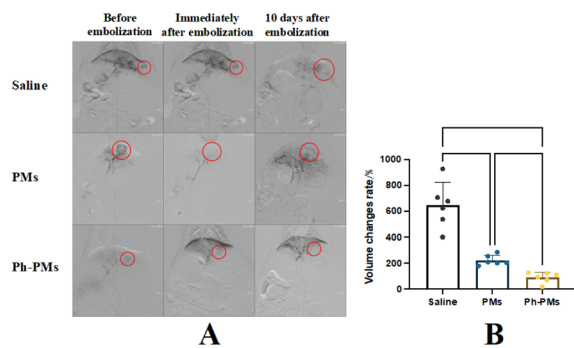 Before
embolization
Immediately
after embolization
10 days after
embolization
Saline
PMs
Ph-PMs
A
Volume changes rate/%
1000
800
600
400
200
0
Saline
PMs
Ph-PMs
B